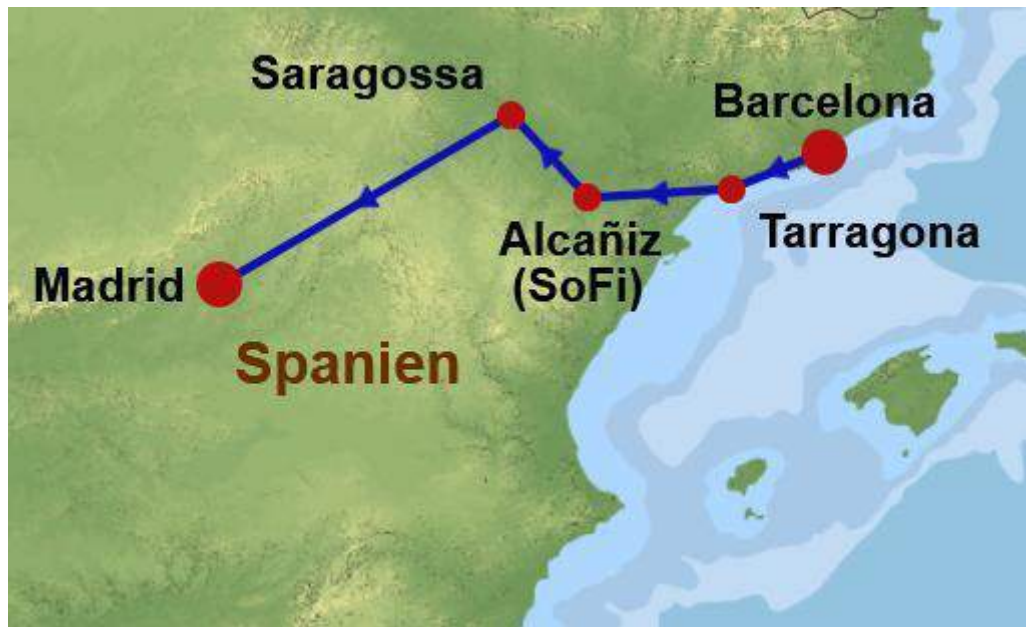 Saragossa
Barcelona
Alcañiz
(SoFi)
Tarragona
Madrid
Spanien